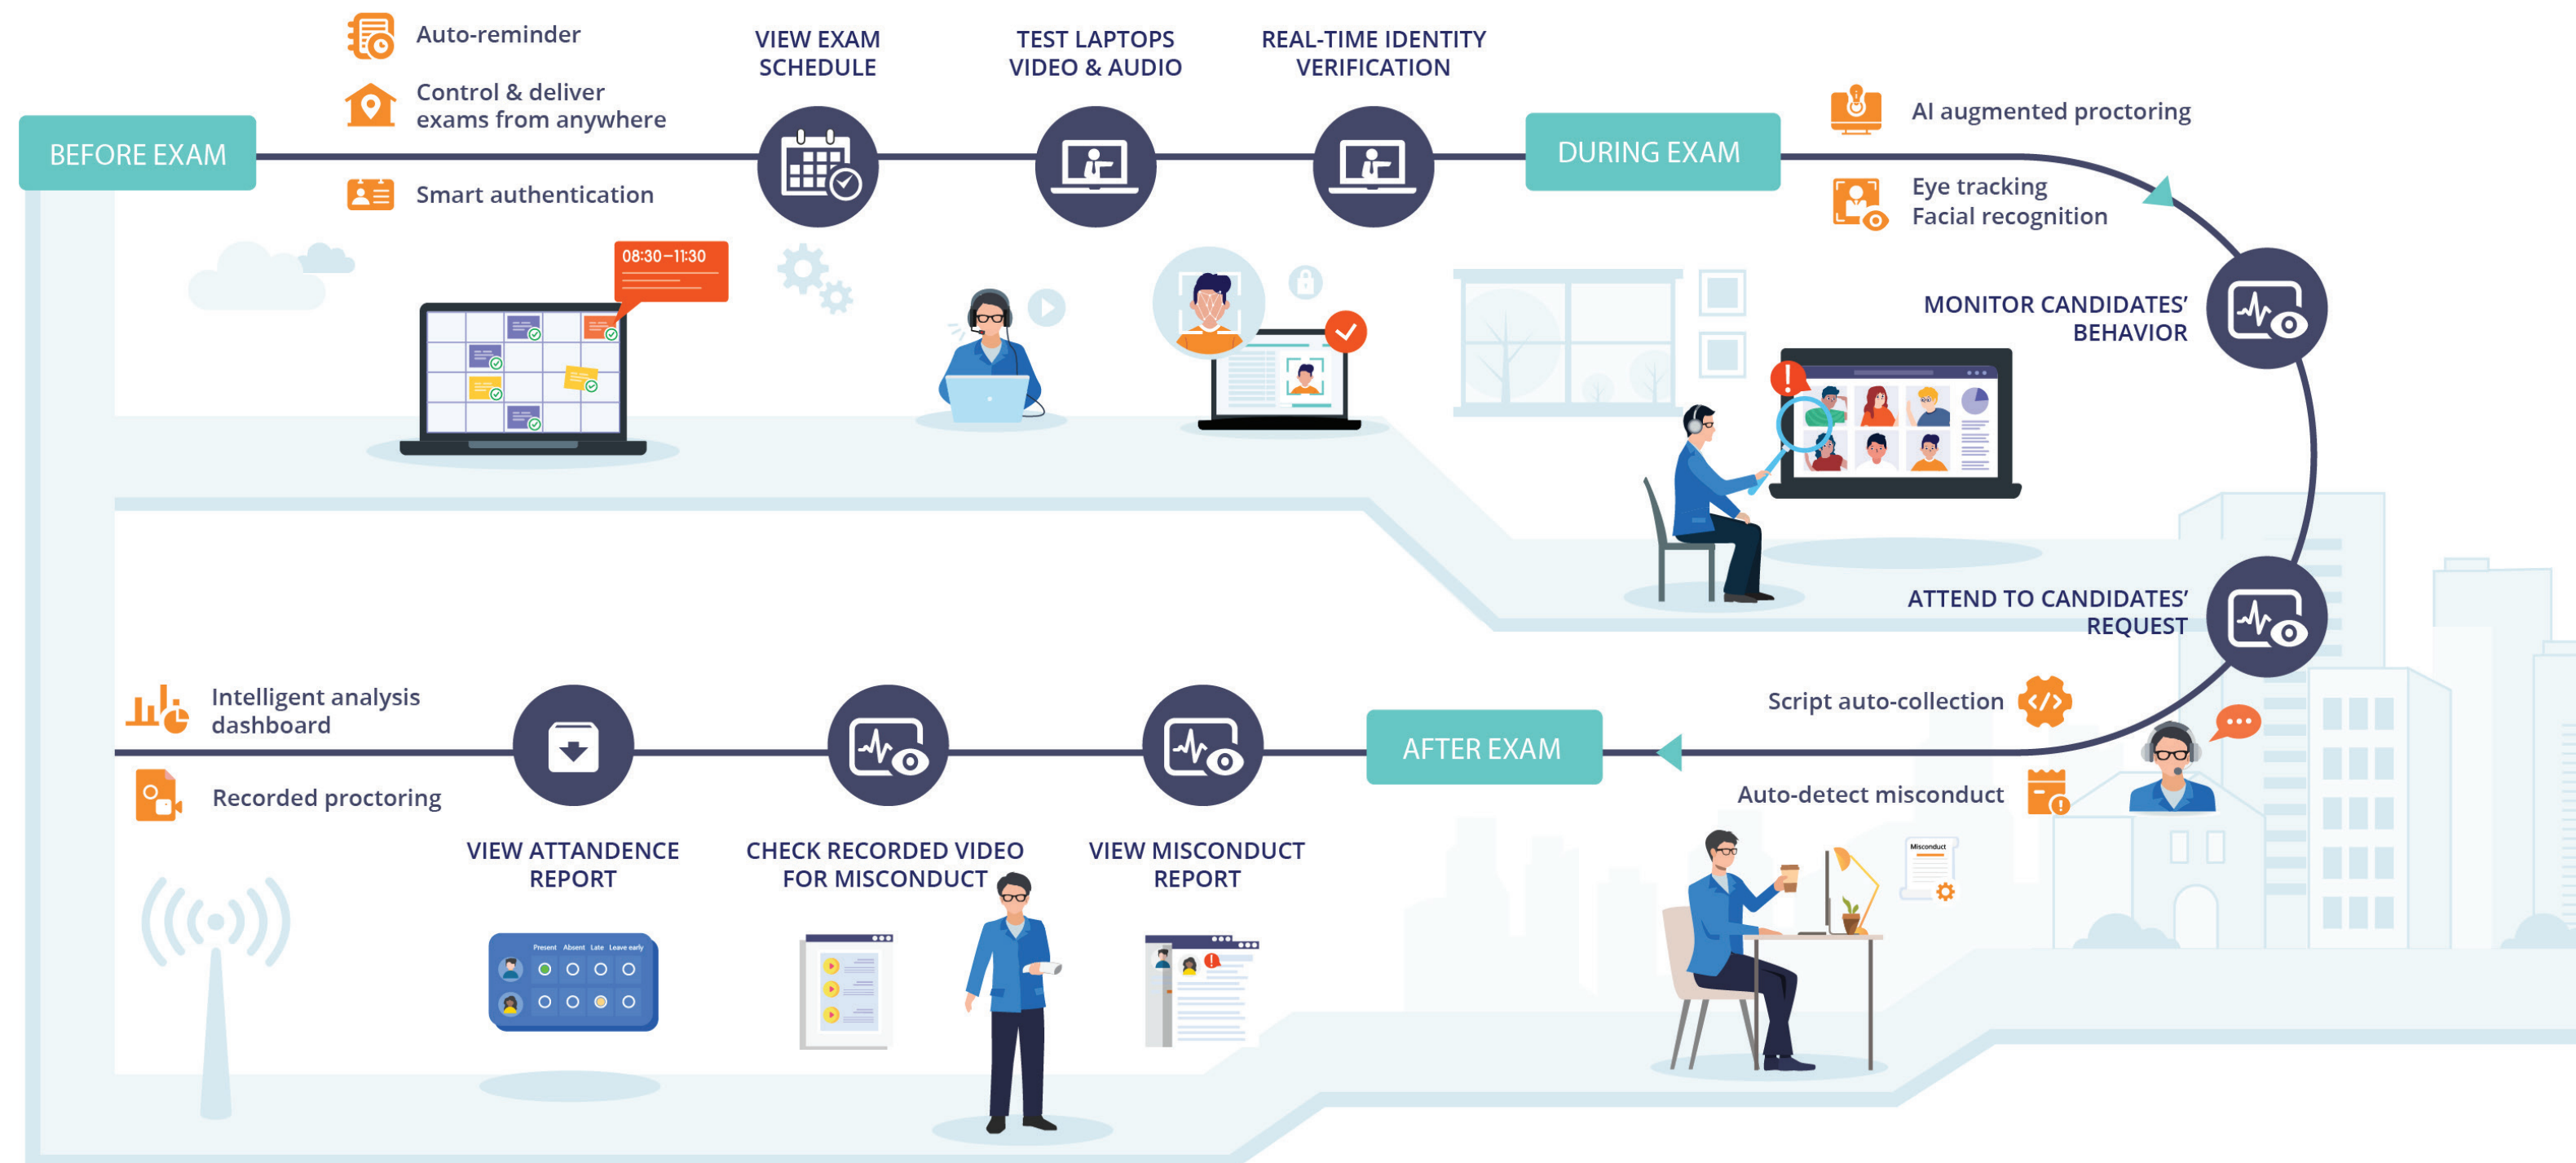 BEFORE EXAM
Auto-reminder
Control & deliver
exams from anywhere
Smart authentication
VIEW EXAM
SCHEDULE
TEST LAPTOPS
VIDEO & AUDIO
REAL-TIME IDENTITY
VERIFICATION
08:30–11:30
DURING EXAM
AI augmented proctoring
Eye tracking
Facial recognition
MONITOR CANDIDATES’
BEHAVIOR
ATTEND TO CANDIDATES’
REQUEST
Script auto-collection
Auto-detect misconduct
Misconduct
AFTER EXAM
VIEW MISCONDUCT
REPORT
CHECK RECORDED VIDEO
FOR MISCONDUCT
VIEW ATTANDENCE
REPORT
Present Absent Late Leave early
Intelligent analysis
dashboard
Recorded proctoring